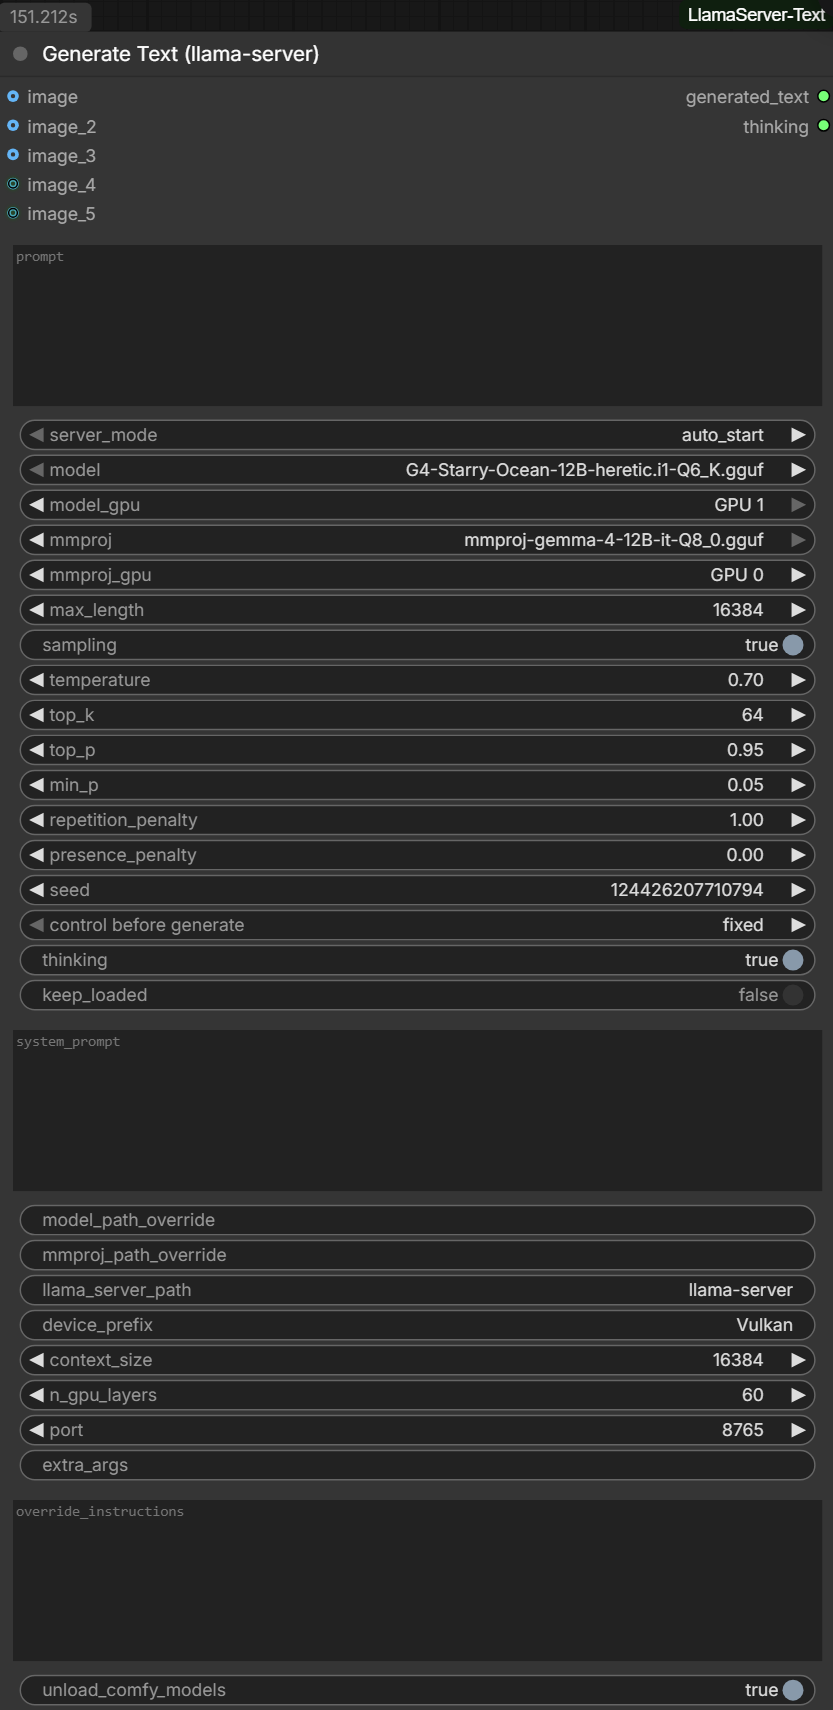 151.212s
LlamaServer-Text
Generate Text (llama-server)
image generated_text
image_2 thinking
image_3
image_4
image_5
prompt
server_mode auto_start
model G4-Starry-Ocean-12B-heretic.i1-Q6_K.gguf
model_gpu GPU 1
mmproj mmproj-gemma-4-12B-it-Q8_0.gguf
mmproj_gpu GPU 0
max_length 16384
sampling true
temperature 0.70
top_k 64
top_p 0.95
min_p 0.05
repetition_penalty 1.00
presence_penalty 0.00
seed 124426207710794
control before generate fixed
thinking true
keep_loaded false
system_prompt
model_path_override
mmproj_path_override
llama_server_path llama-server
device_prefix Vulkan
context_size 16384
n_gpu_layers 60
port 8765
extra_args
override_instructions
unload_comfy_models true